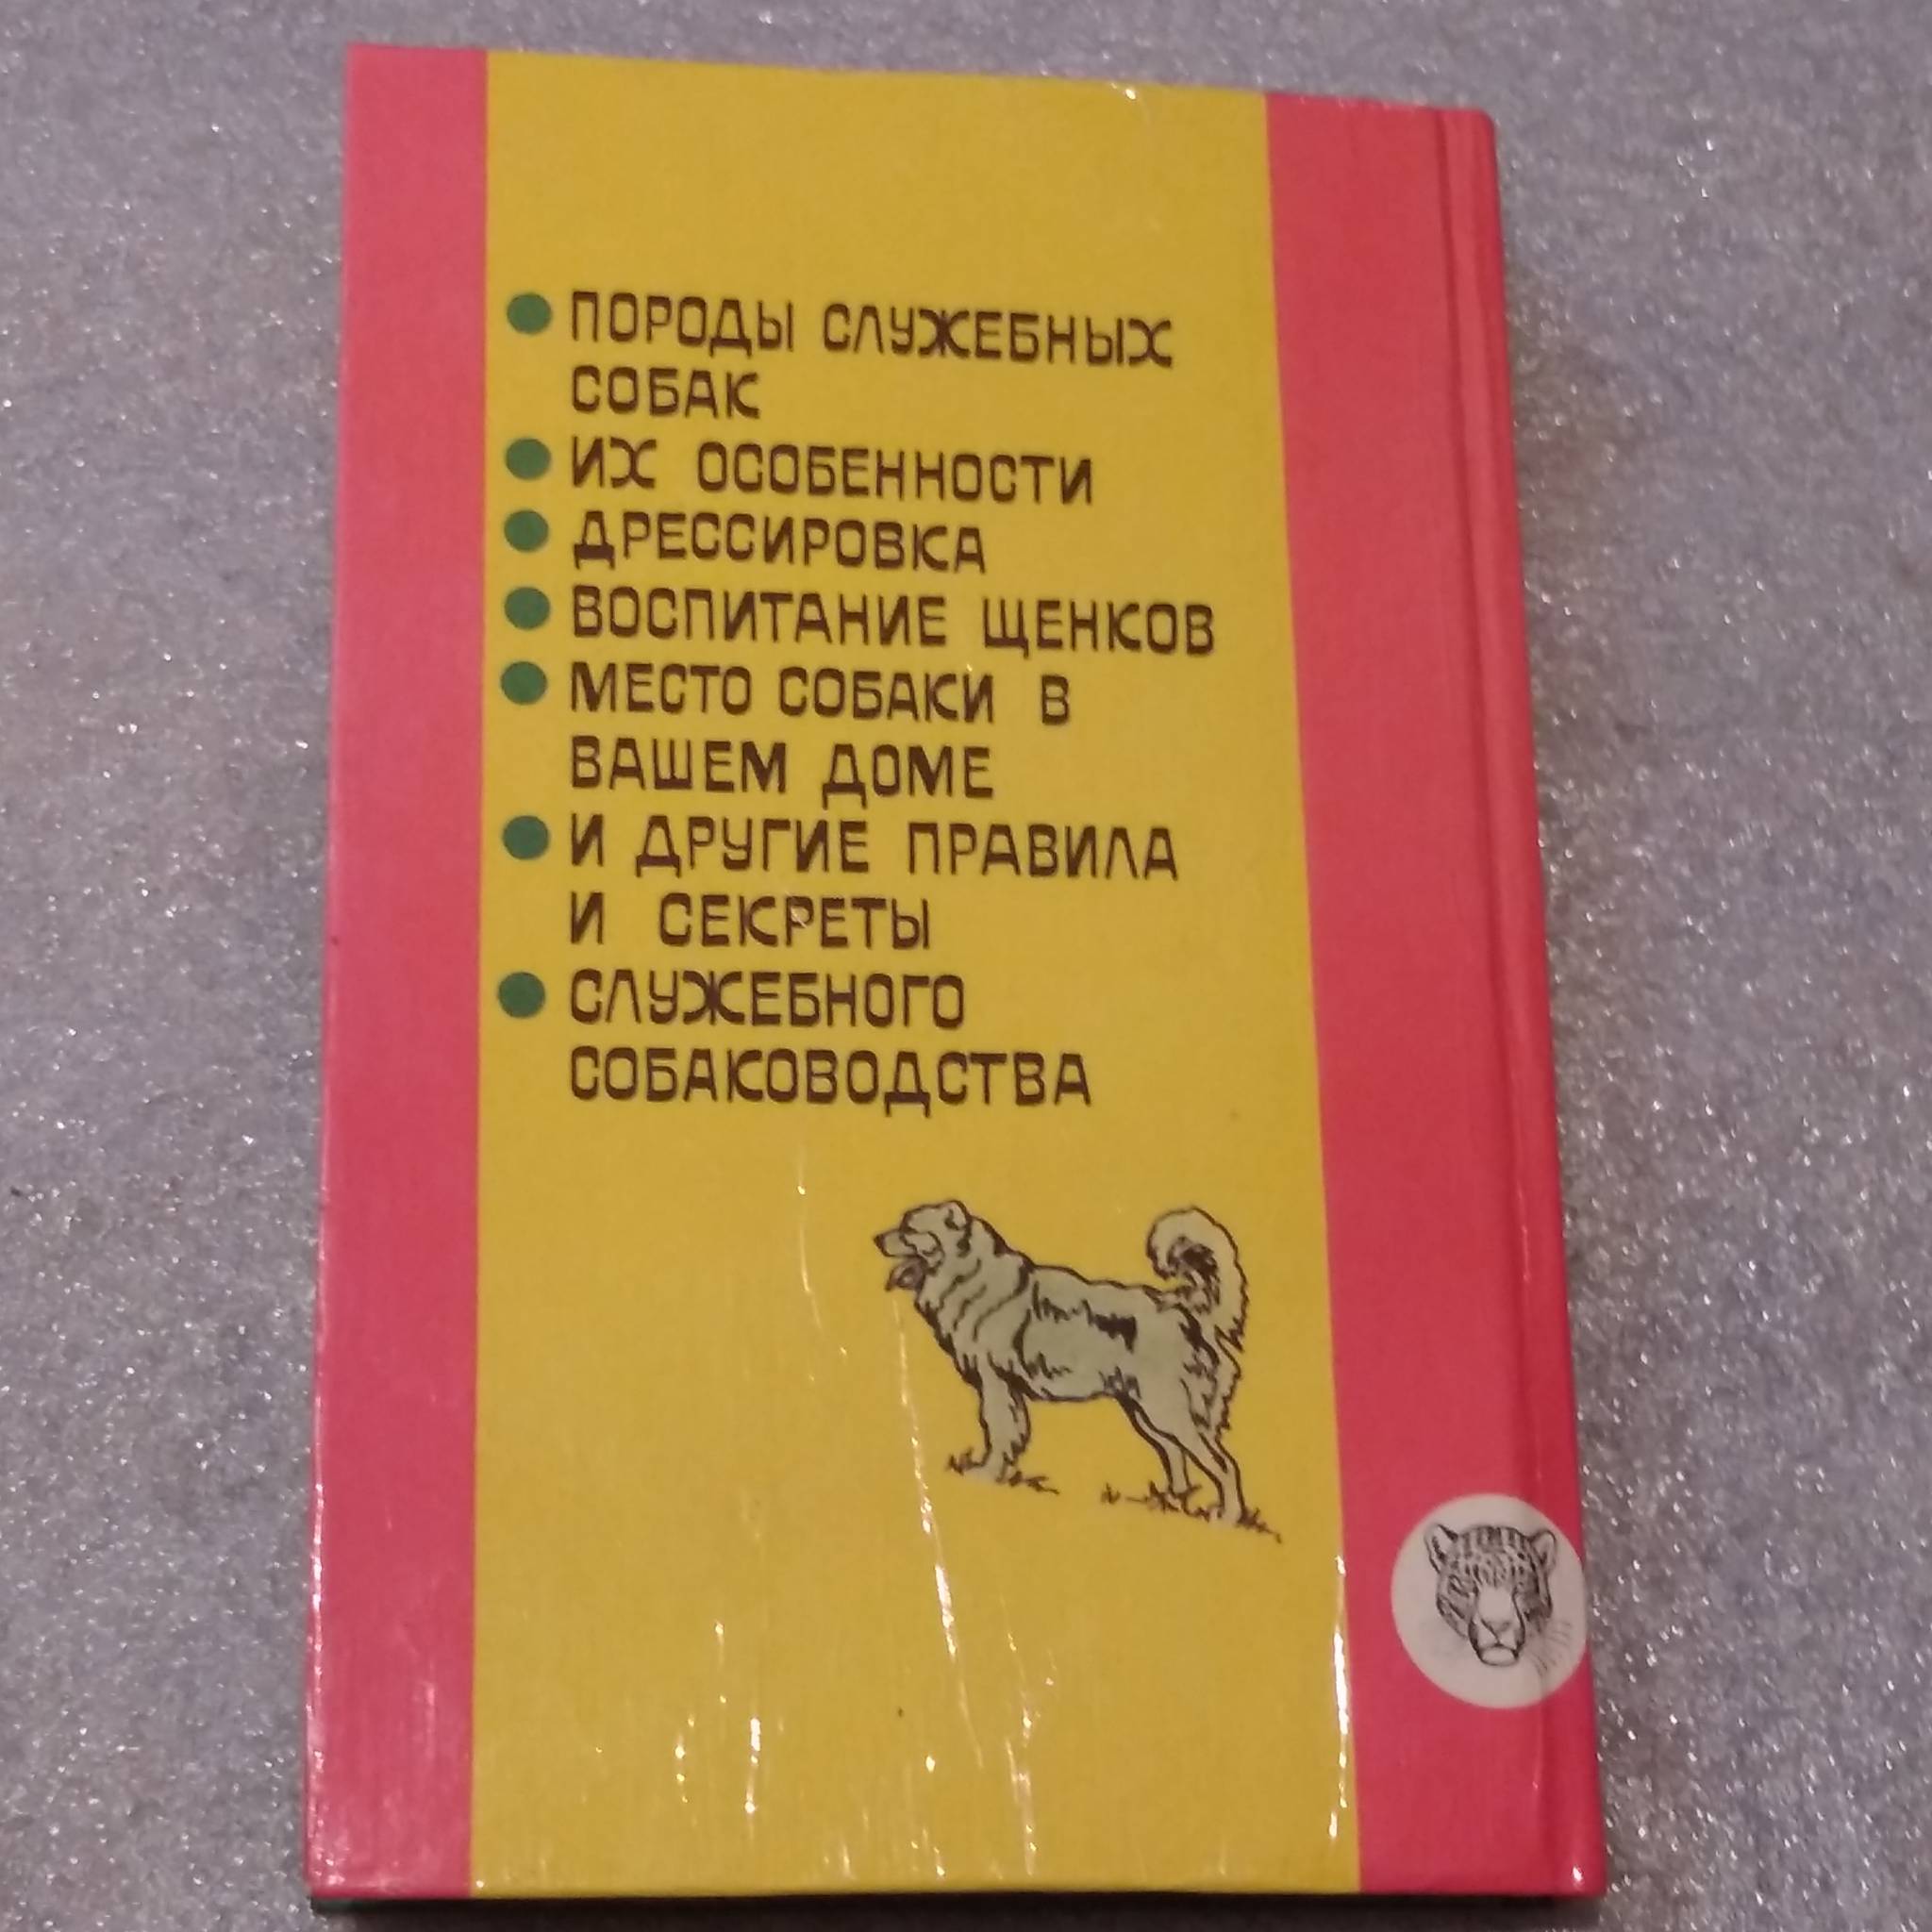 ● ПОРОДЫ СЛУЖЕБНЫХ
СОБАК
● ИХ ОСОБЕННОСТИ
● ДРЕССИРОВКА
● ВОСПИТАНИЕ ЩЕНКОВ
● МЕСТО СОБАКИ В
ВАШЕМ ДОМЕ
● И ДРУГИЕ ПРАВИЛА
И СЕКРЕТЫ
● СЛУЖЕБНОГО
СОБАКОВОДСТВА